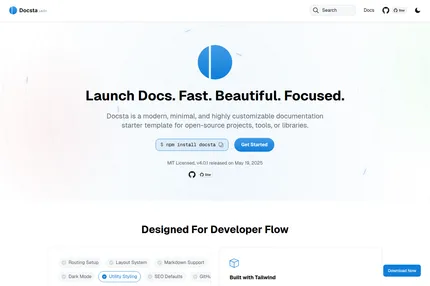 Docsta
Search
Docs
Star
Launch Docs. Fast. Beautiful. Focused.
Docsta is a modern, minimal, and highly customizable documentation
starter template for open-source projects, tools, or libraries.
$ npm install docsta
Get Started
MIT Licensed, v4.0.1 released on May 19, 2025
Star
Designed For Developer Flow
Routing Setup
Layout System
Markdown Support
Dark Mode
Utility Styling
SEO Defaults
GitHu
Built with Tailwind
Download Now